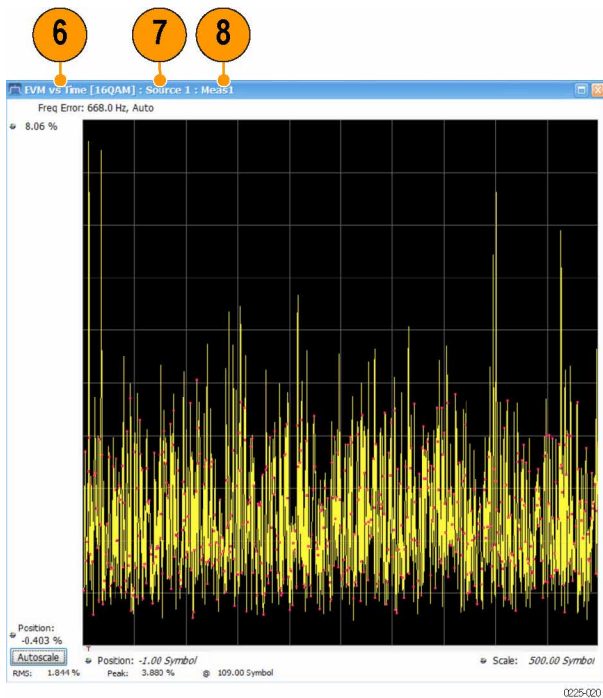 6 7 8
EVM vs Time [16QAM] : Source 1 : Meas1
Freq Error: 668.0 Hz, Auto
8.06 %
Position:
-0.403 %
T
Autoscale
Position: -1.00 Symbol
Scale: 500.00 Symbol
RMS: 1.844 % Peak: 3.880 % @ 109.00 Symbol
0225-020